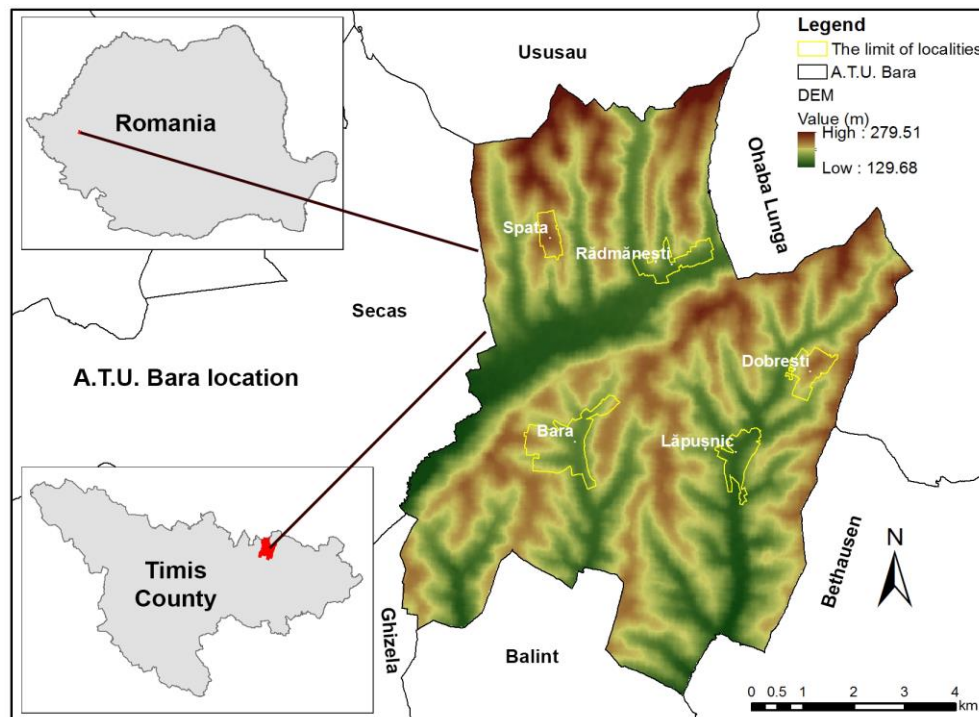 Romania
A.T.U. Bara location
Timis
County
Ususau
Secas
Ohaba Lunga
Bethausen
Balint
Ghizela
Spata
Rădmănești
Dobrești
Bara
Lăpușnic
Legend
The limit of localities
A.T.U. Bara
DEM
Value (m)
High : 279.51
Low : 129.68
N
0 0.5 1 2 3 4
km